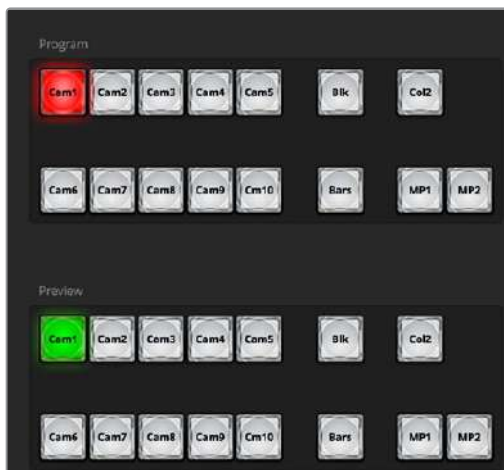 Program
Cam1 Cam2 Cam3 Cam4 Cam5 Blk Col2
Cam6 Cam7 Cam8 Cam9 Cm10 Bars MP1 MP2
Preview
Cam1 Cam2 Cam3 Cam4 Cam5 Blk Col2
Cam6 Cam7 Cam8 Cam9 Cm10 Bars MP1 MP2